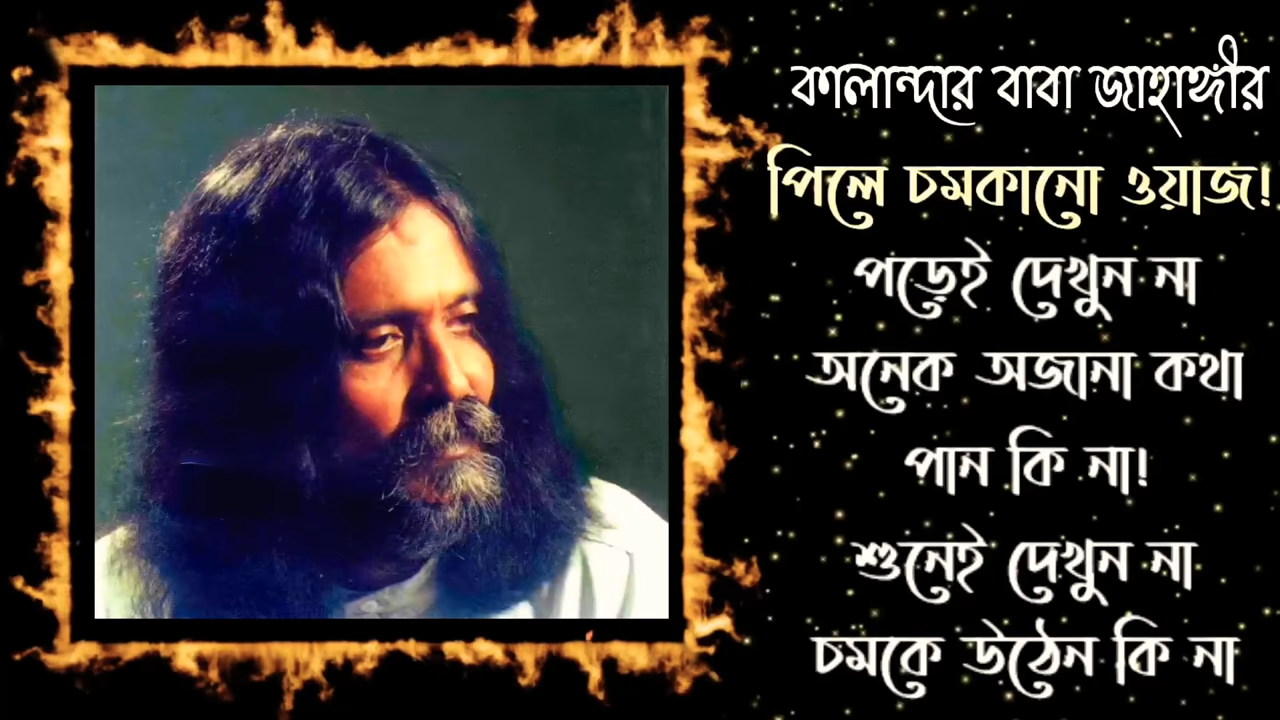 কালান্দার বাবা জাহাঙ্গীর
পিলে চমকানো ওয়াজ!
পড়েই দেখুন না
অনেক অজানা কথা
পান কি না!
শুনেই দেখুন না
চমকে উঠেন কি না